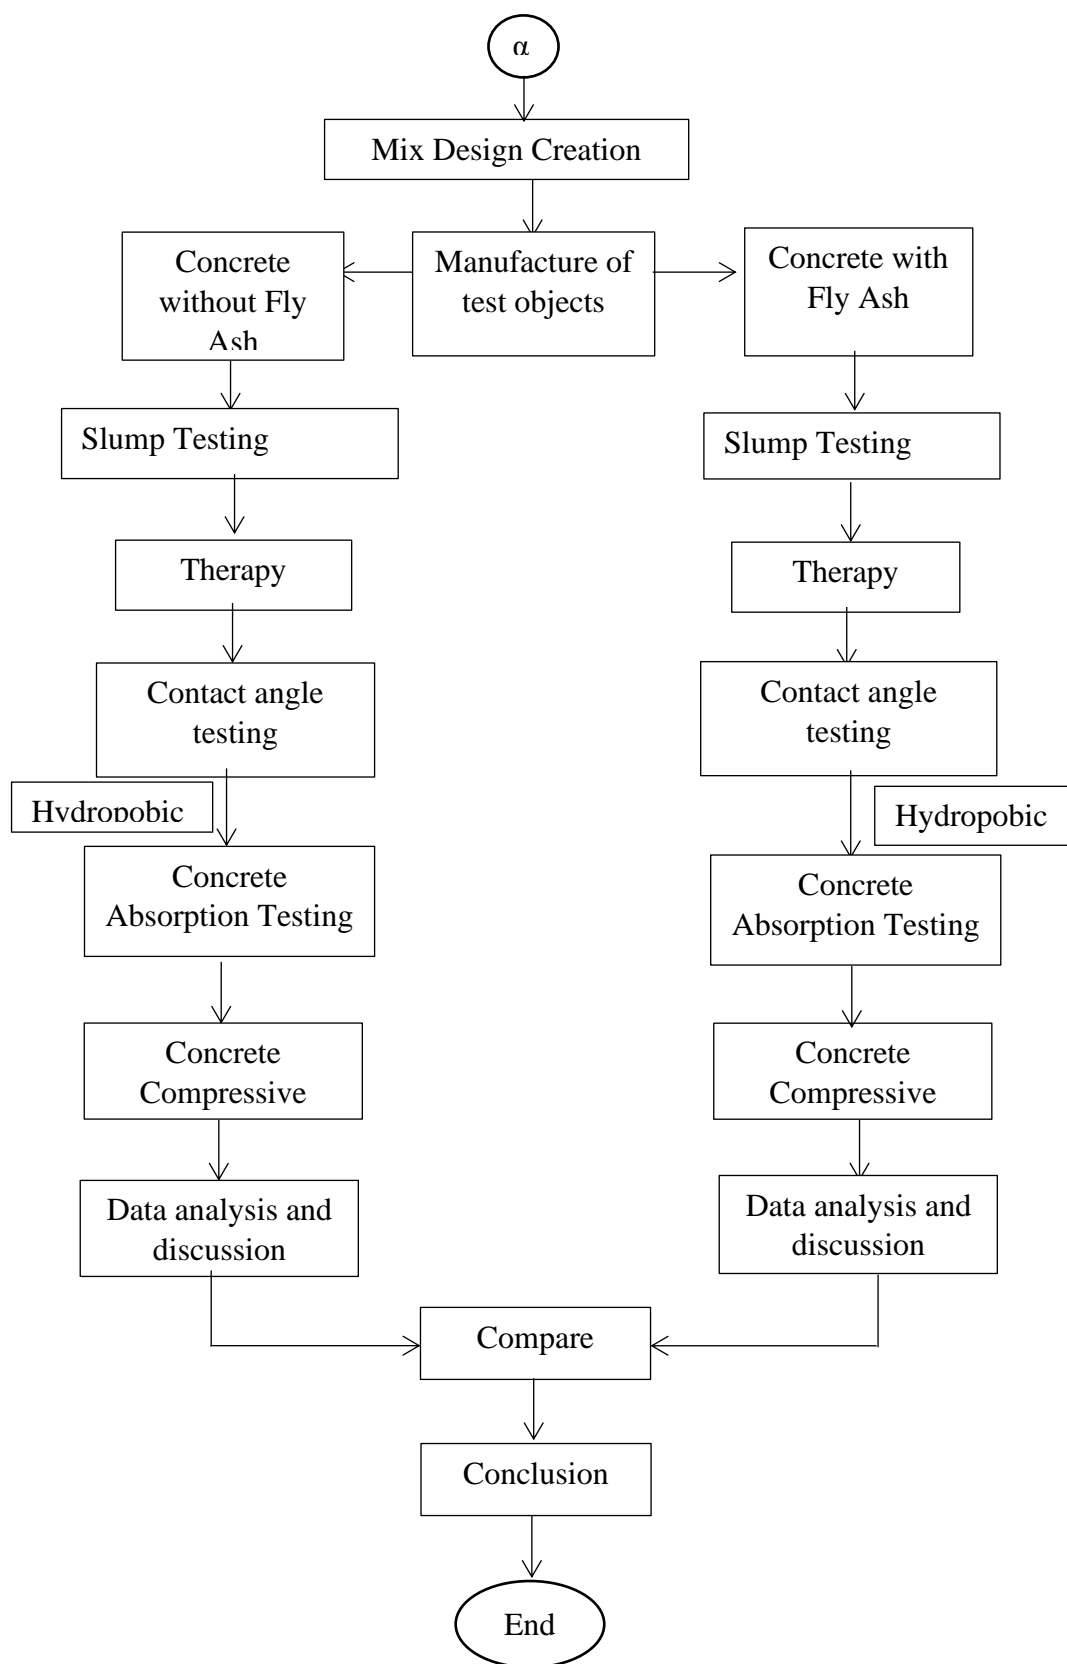 α
Mix Design Creation
Concrete
without Fly
Ash
Manufacture of
test objects
Concrete with
Fly Ash
Slump Testing
Slump Testing
Therapy
Therapy
Contact angle
testing
Contact angle
testing
Hydropobic
Hydropobic
Concrete
Absorption Testing
Concrete
Absorption Testing
Concrete
Compressive
Concrete
Compressive
Data analysis and
discussion
Data analysis and
discussion
Compare
Conclusion
End